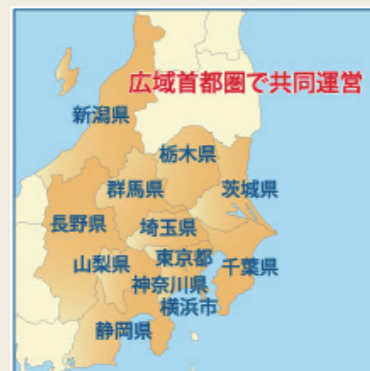 広域首都圏で共同運営
新潟県
栃木県
群馬県
茨城県
長野県
埼玉県
山梨県
東京都
千葉県
神奈川県
横浜市
静岡県